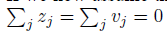 ∑_j z_j = ∑_j v_j = 0